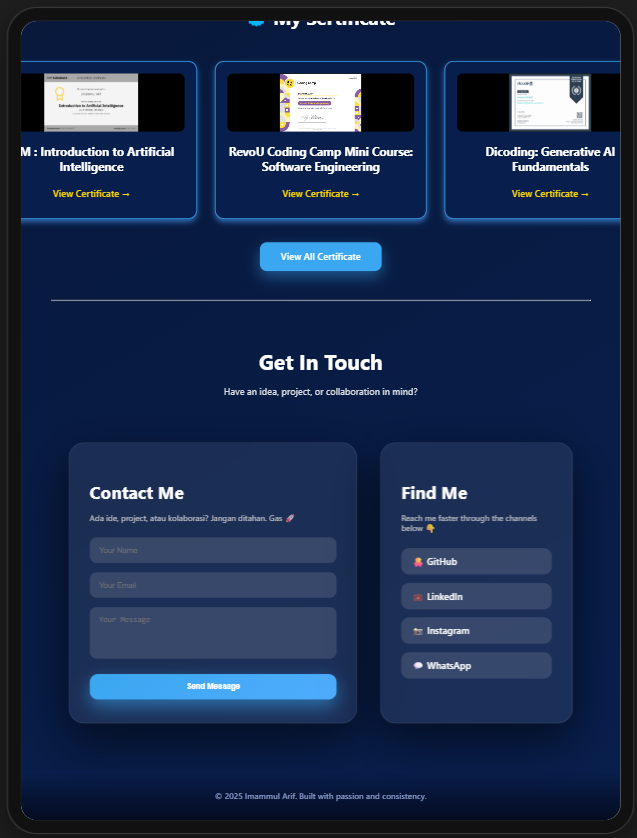 My Sertificate
M : Introduction to Artificial
Intelligence
View Certificate →
RevoU Coding Camp Mini Course:
Software Engineering
View Certificate →
Dicoding: Generative AI
Fundamentals
View Certificate →
View All Certificate
Get In Touch
Have an idea, project, or collaboration in mind?
Contact Me
Ada ide, project, atau kolaborasi? Jangan ditahan. Gas 🚀
Your Name
Your Email
Your Message
Send Message
Find Me
Reach me faster through the channels
below 👇
GitHub
LinkedIn
Instagram
WhatsApp
© 2025 Imammul Arif. Built with passion and consistency.